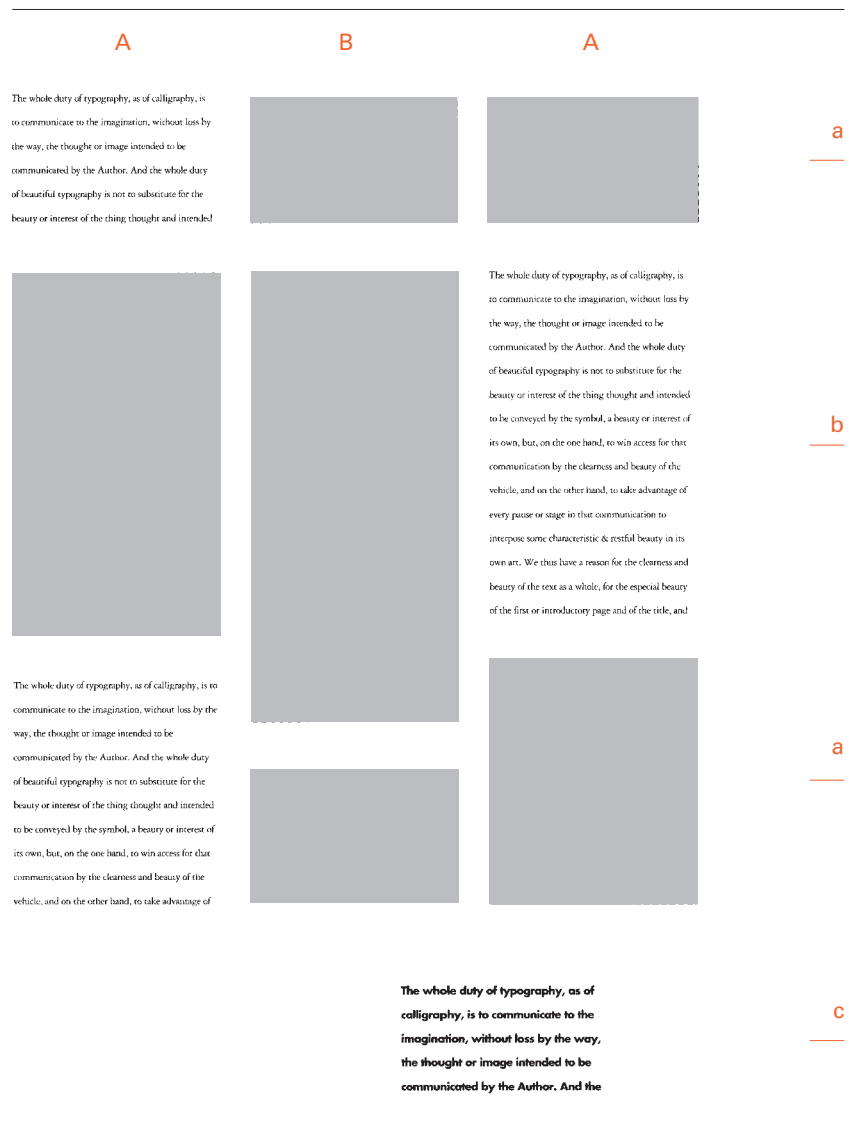 A
B
A
The whole duty of typography, as of calligraphy, is
to communicate to the imagination, without loss by
the way, the thought or image intended to be
communicated by the Author. And the whole duty
of beautiful typography is not to substitute for the
beauty or interest of the thing thought and intended
a
The whole duty of typography, as of calligraphy, is
to communicate to the imagination, without loss by
the way, the thought or image intended to be
communicated by the Author. And the whole duty
of beautiful typography is not to substitute for the
beauty or interest of the thing thought and intended
to be conveyed by the symbol, a beauty or interest of
its own, but, on the one hand, to win access for that
communication by the clearness and beauty of the
vehicle, and on the other hand, to take advantage of
every pause or stage in that communication to
interpose some characteristic & restful beauty in its
own art. We thus have a reason for the clearness and
beauty of the text as a whole, for the especial beauty
of the first or introductory page and of the title, and
b
The whole duty of typography, as of calligraphy, is to
communicate to the imagination, without loss by the
way, the thought or image intended to be
communicated by the Author. And the whole duty
of beautiful typography is not to substitute for the
beauty or interest of the thing thought and intended
to be conveyed by the symbol, a beauty or interest of
its own, but, on the one hand, to win access for that
communication by the clearness and beauty of the
vehicle, and on the other hand, to take advantage of
a
The whole duty of typography, as of
calligraphy, is to communicate to the
imagination, without loss by the way,
the thought or image intended to be
communicated by the Author. And the
c